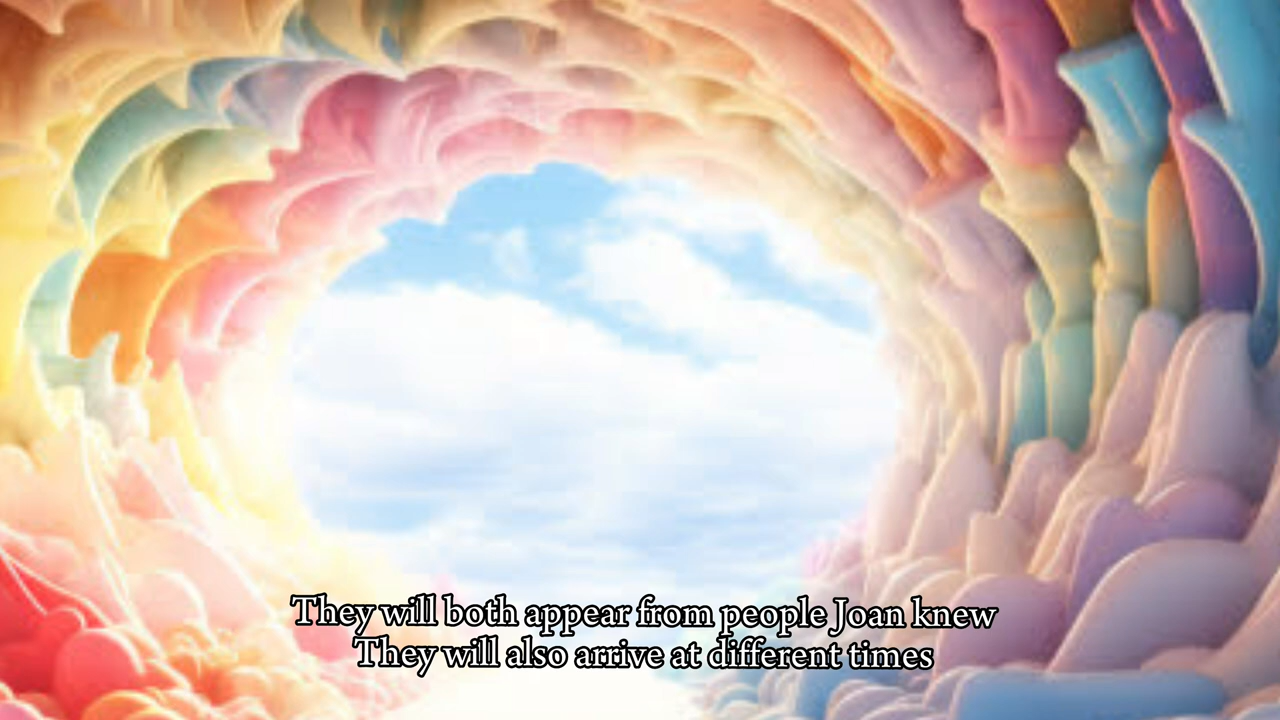 They will both appear from people Joan knew
They will also arrive at different times